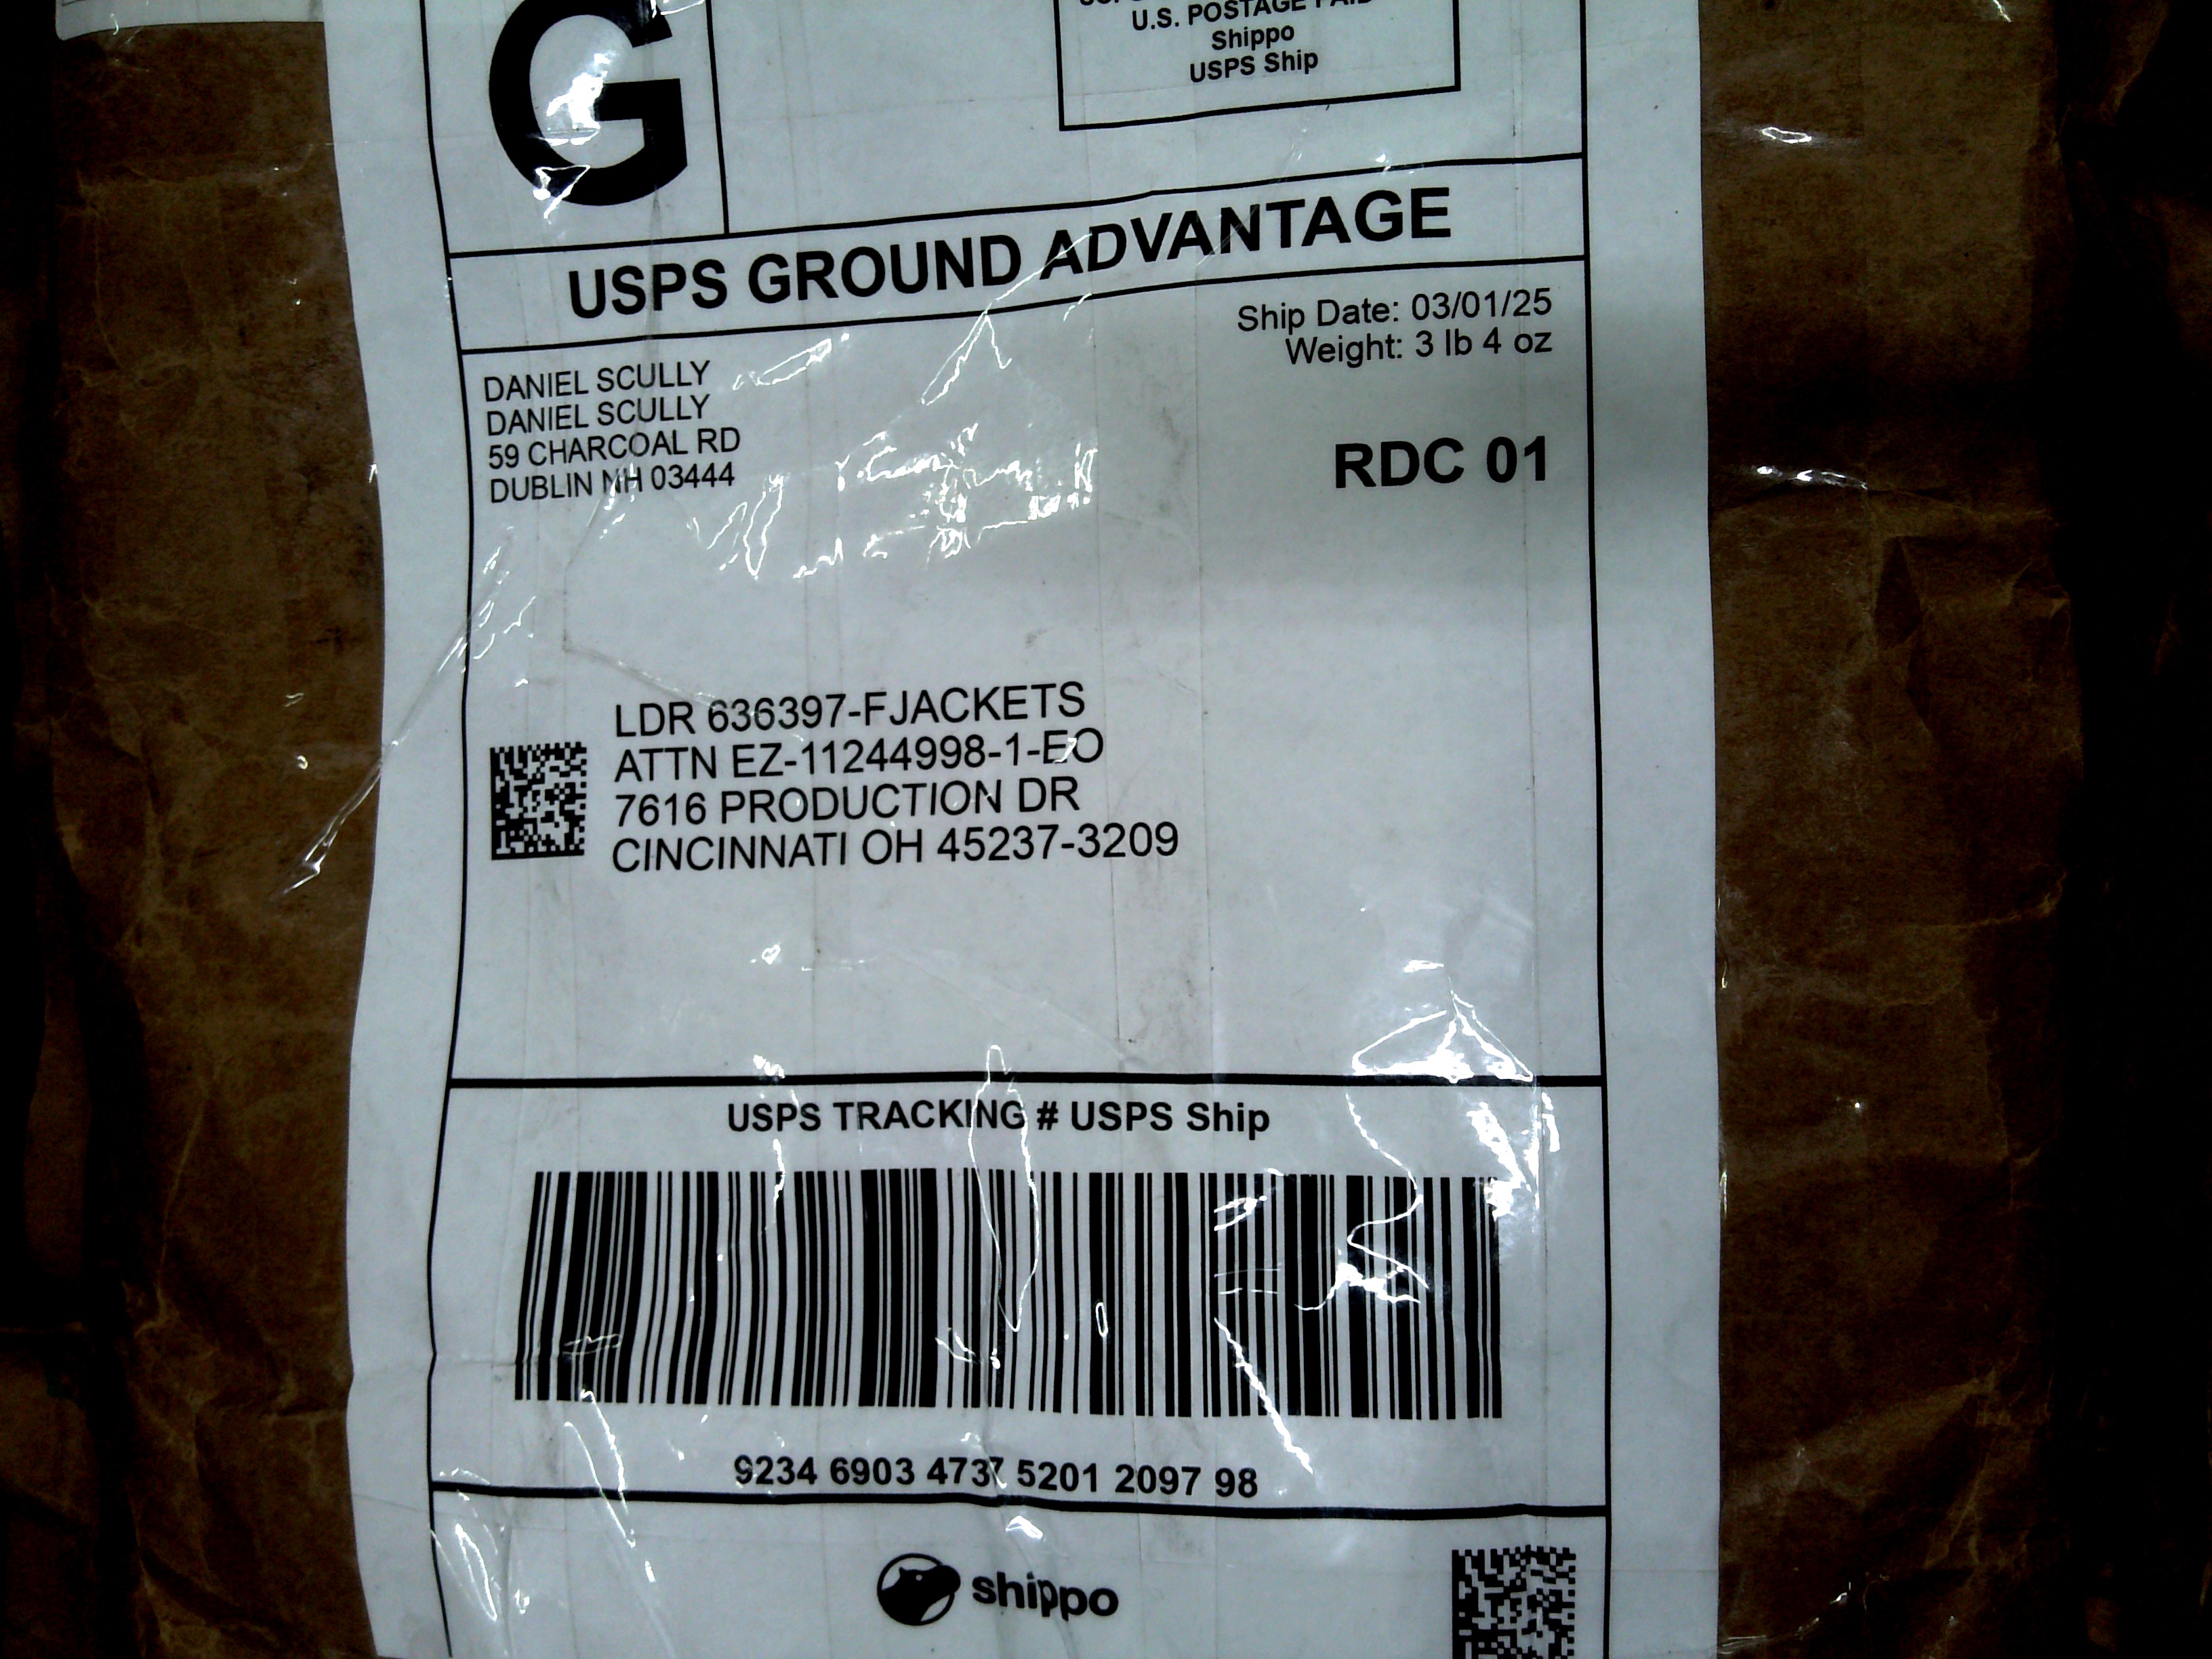 G
U.S. POSTAGE PAID
Shippo
USPS Ship
USPS GROUND ADVANTAGE
Ship Date: 03/01/25
Weight: 3 lb 4 oz
DANIEL SCULLY
DANIEL SCULLY
59 CHARCOAL RD
DUBLIN NH 03444
RDC 01
LDR 636397-FJACKETS
ATTN EZ-11244998-1-EO
7616 PRODUCTION DR
CINCINNATI OH 45237-3209
USPS TRACKING # USPS Ship
9234 6903 4737 5201 2097 98
shippo